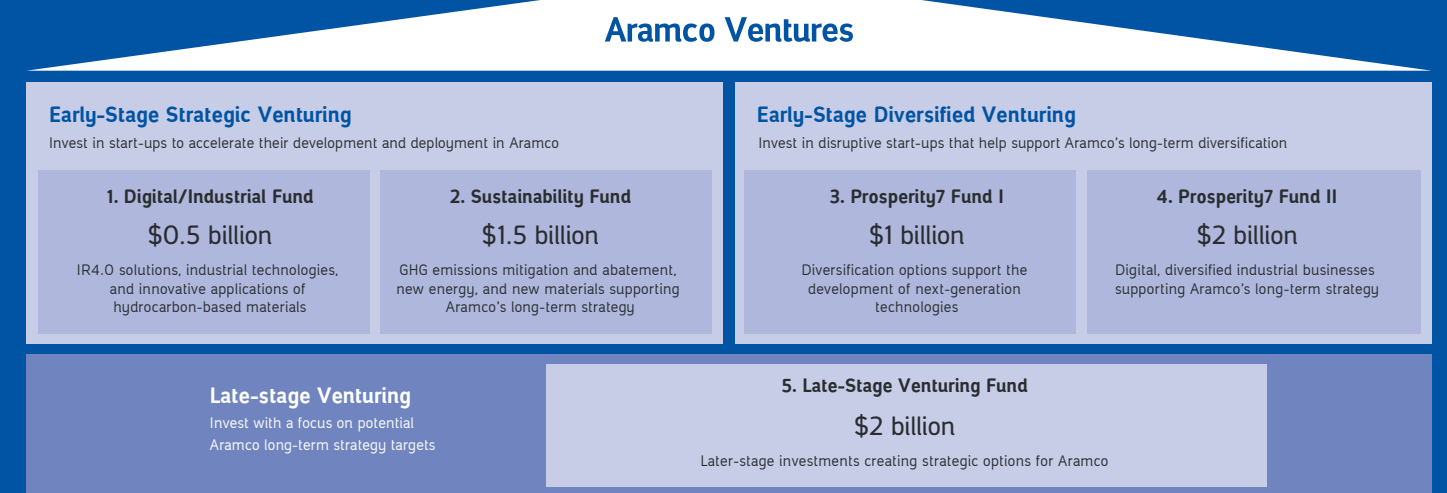 Aramco Ventures
Early-Stage Strategic Venturing
Invest in start-ups to accelerate their development and deployment in Aramco
1. Digital/Industrial Fund
$0.5 billion
IR4.0 solutions, industrial technologies,
and innovative applications of
hydrocarbon-based materials
2. Sustainability Fund
$1.5 billion
GHG emissions mitigation and abatement,
new energy, and new materials supporting
Aramco's long-term strategy
Early-Stage Diversified Venturing
Invest in disruptive start-ups that help support Aramco's long-term diversification
3. Prosperity7 Fund I
$1 billion
Diversification options support the
development of next-generation
technologies
4. Prosperity7 Fund II
$2 billion
Digital, diversified industrial businesses
supporting Aramco's long-term strategy
Late-stage Venturing
Invest with a focus on potential
Aramco long-term strategy targets
5. Late-Stage Venturing Fund
$2 billion
Later-stage investments creating strategic options for Aramco